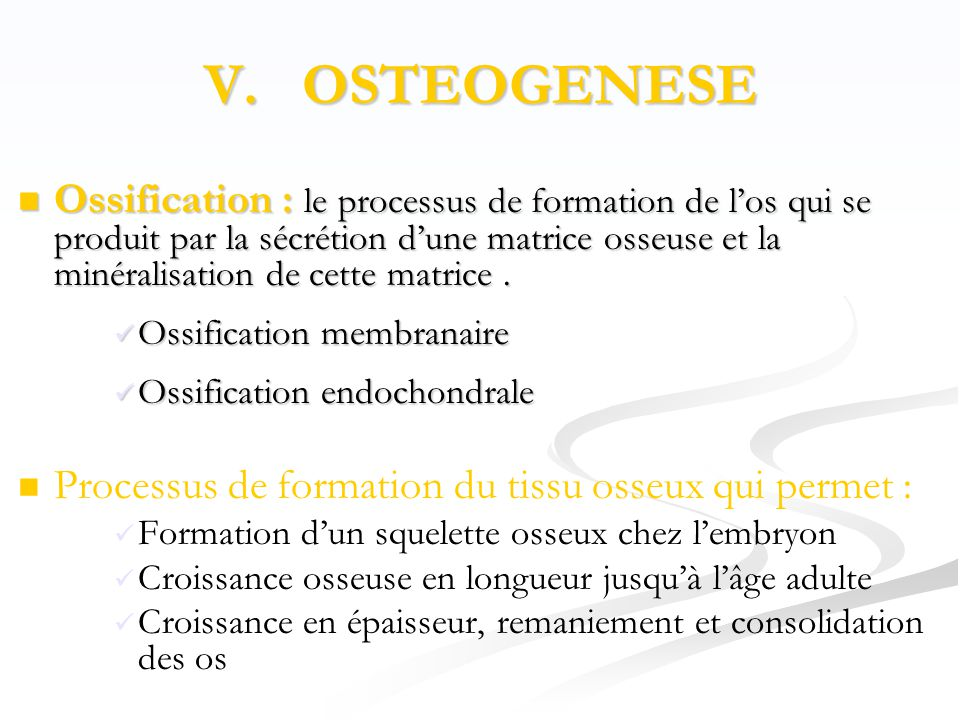 V. OSTEOGENESE
Ossification : le processus de formation de l’os qui se
produit par la sécrétion d’une matrice osseuse et la
minéralisation de cette matrice .
Ossification membranaire
Ossification endochondrale
Processus de formation du tissu osseux qui permet :
Formation d’un squelette osseux chez l’embryon
Croissance osseuse en longueur jusqu’à l’âge adulte
Croissance en épaisseur, remaniement et consolidation
des os